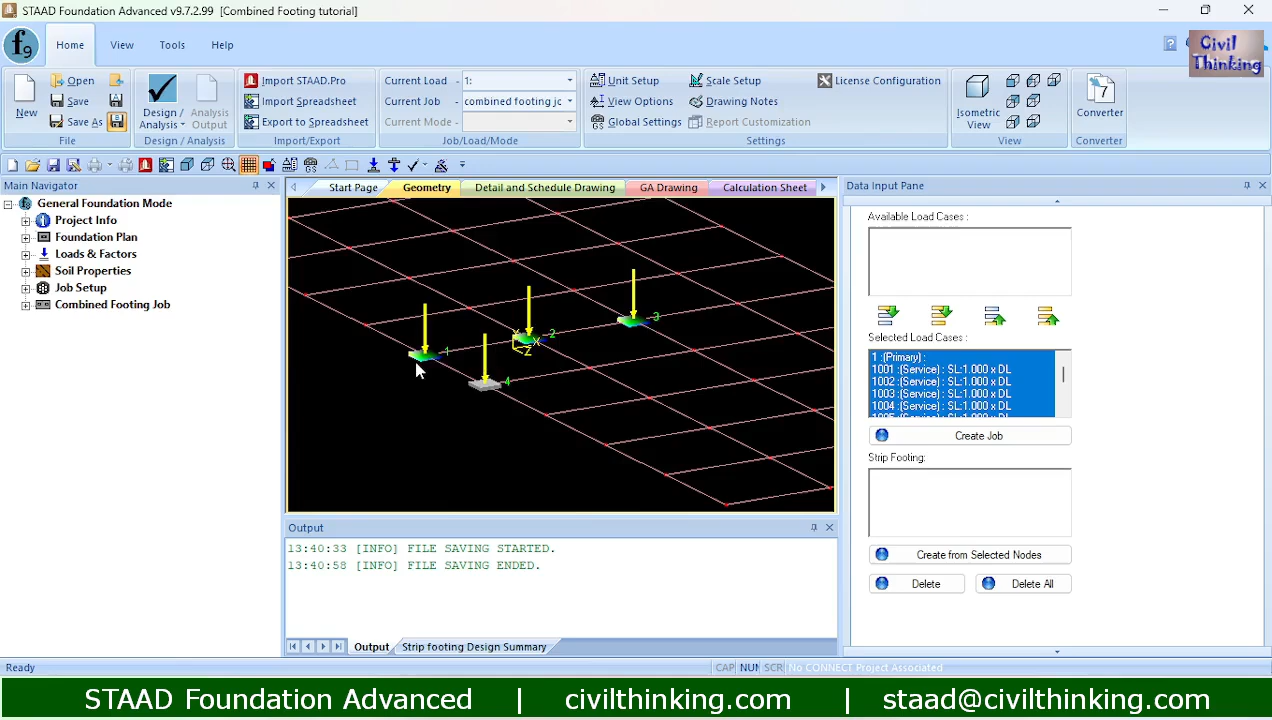 STAAD Foundation Advanced v9.7.2.99 [Combined Footing tutorial]
f9
Home View Tools Help
Civil
Thinking
New
Open
Save
Save As
File
Design /
Analysis
Analysis
Output
Design / Analysis
Import STAAD.Pro
Import Spreadsheet
Export to Spreadsheet
Import/Export
Current Load 1:
Current Job combined footing jc
Current Mode
Job/Load/Mode
Unit Setup
View Options
Global Settings
Scale Setup
Drawing Notes
Report Customization
License Configuration
Settings
Isometric
View
View
7
Converter
Converter
GS
Main Navigator
General Foundation Mode
Project Info
Foundation Plan
Loads & Factors
Soil Properties
Job Setup
Combined Footing Job
Start Page Geometry Detail and Schedule Drawing GA Drawing Calculation Sheet
1
2
3
4
Y
X
Z
Output
13:40:33 [INFO] FILE SAVING STARTED.
13:40:58 [INFO] FILE SAVING ENDED.
Output Strip footing Design Summary
Data Input Pane
Available Load Cases :
Selected Load Cases:
1 :(Primary) :
1001 :(Service) : SL:1.000 x DL
1002 :(Service) : SL:1.000 x DL
1003 :(Service) : SL:1.000 x DL
1004 :(Service) : SL:1.000 x DL
Create Job
Strip Footing:
Create from Selected Nodes
Delete Delete All
Ready CAP NUM SCR No CONNECT Project Associated
STAAD Foundation Advanced | civilthinking.com | staad@civilthinking.com